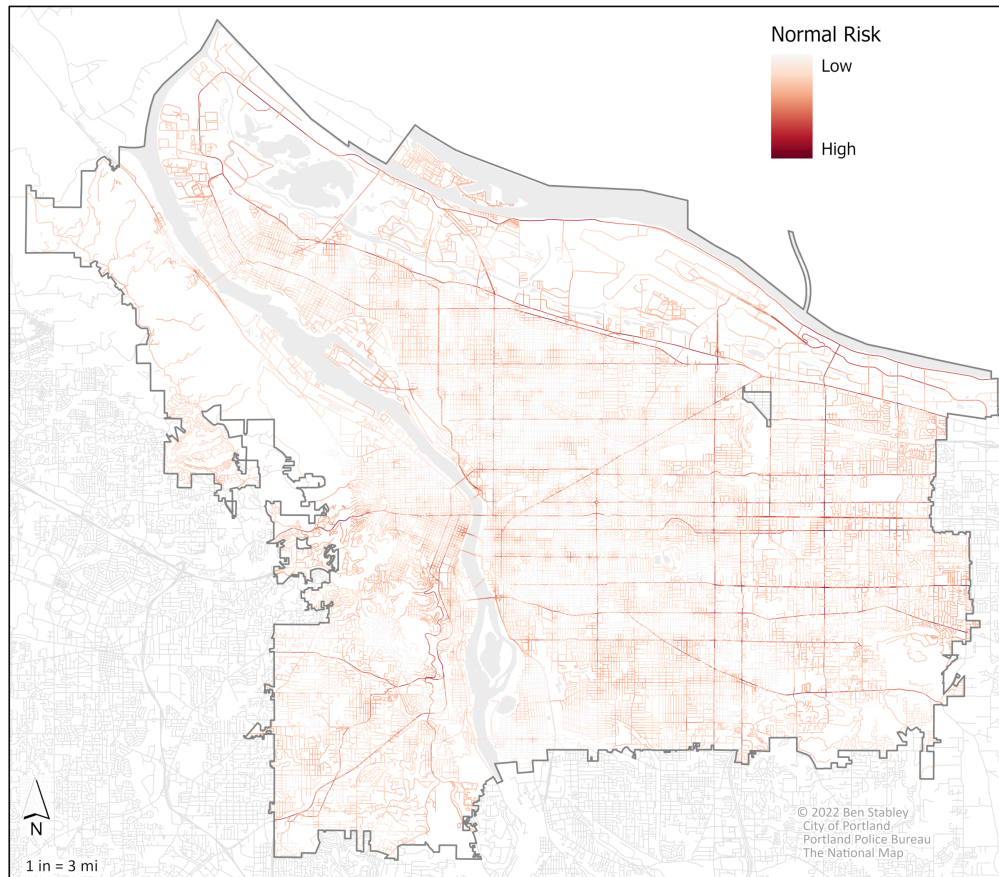 Normal Risk
Low
High
© 2022 Ben Stabley
City of Portland
Portland Police Bureau
The National Map
N
1 in = 3 mi